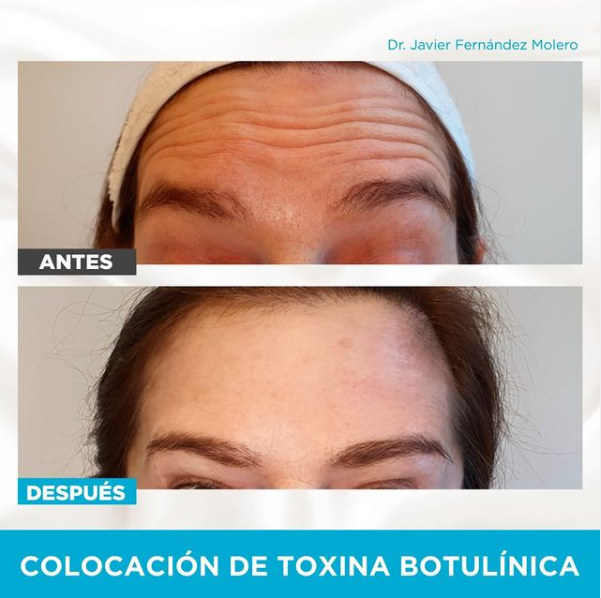 Dr. Javier Fernández Molero
ANTES
DESPUÉS
COLOCACIÓN DE TOXINA BOTULÍNICA